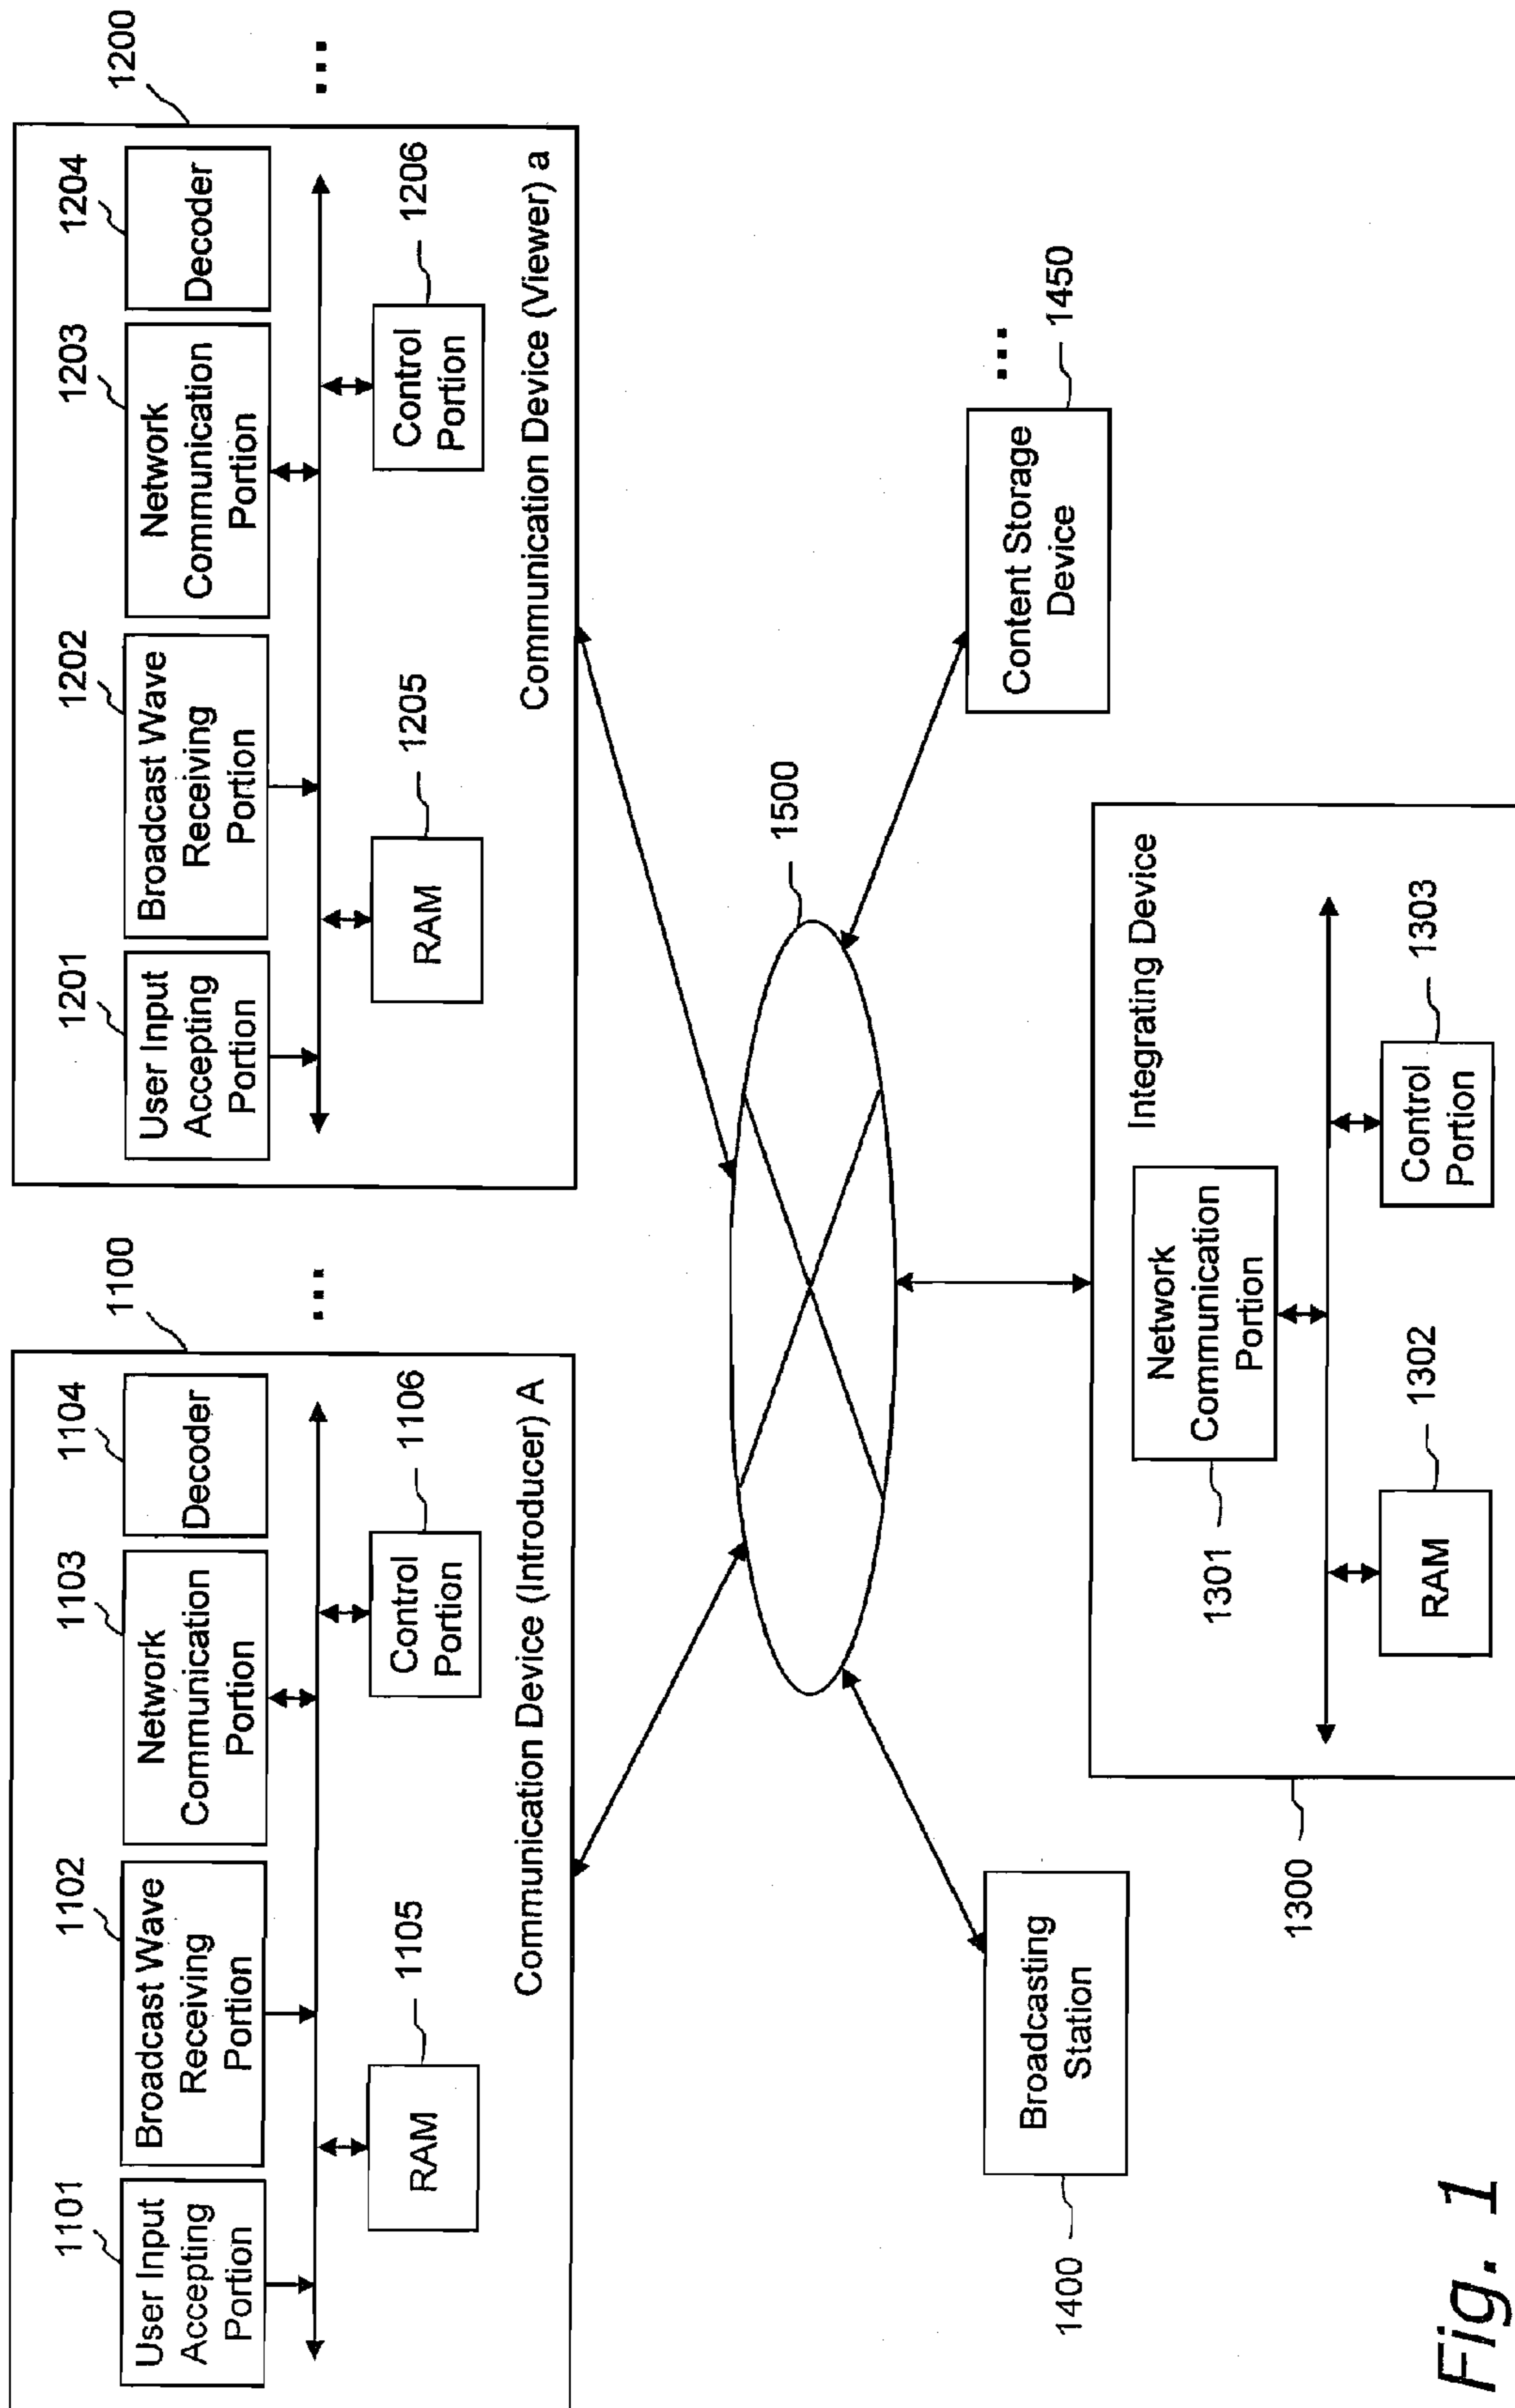 1100
1101
1102
1103
1104
User Input
Accepting
Portion
Broadcast Wave
Receiving
Portion
Network
Communication
Portion
Decoder
RAM
1105
Control
Portion
1106
Communication Device (Introducer) A
...
1200
1201
1202
1203
1204
User Input
Accepting
Portion
Broadcast Wave
Receiving
Portion
Network
Communication
Portion
Decoder
RAM
1205
Control
Portion
1206
Communication Device (Viewer) a
...
1500
Broadcasting
Station
1400
Integrating Device
1300
Network
Communication
Portion
1301
RAM
1302
Control
Portion
1303
Content Storage
Device
1450
...
Fig. 1